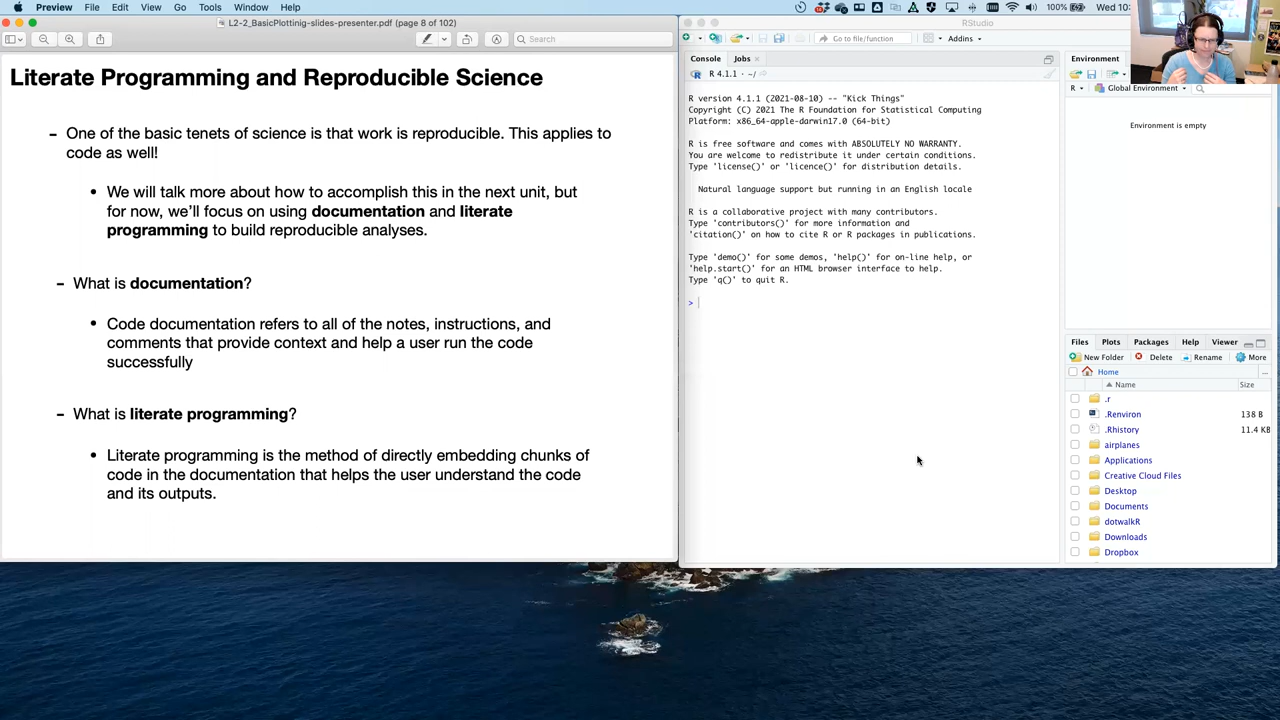 Preview File Edit View Go Tools Window Help
100% Wed 10:
L2-2_BasicPlottinig-slides-presenter.pdf (page 8 of 102)
Search
Literate Programming and Reproducible Science
– One of the basic tenets of science is that work is reproducible. This applies to
code as well!
• We will talk more about how to accomplish this in the next unit, but
for now, we'll focus on using documentation and literate
programming to build reproducible analyses.
– What is documentation?
• Code documentation refers to all of the notes, instructions, and
comments that provide context and help a user run the code
successfully
– What is literate programming?
• Literate programming is the method of directly embedding chunks of
code in the documentation that helps the user understand the code
and its outputs.
RStudio
Go to file/function
Addins
Console Jobs
R 4.1.1 · ~/
R version 4.1.1 (2021-08-10) -- "Kick Things"
Copyright (C) 2021 The R Foundation for Statistical Computing
Platform: x86_64-apple-darwin17.0 (64-bit)
R is free software and comes with ABSOLUTELY NO WARRANTY.
You are welcome to redistribute it under certain conditions.
Type 'license()' or 'licence()' for distribution details.
Natural language support but running in an English locale
R is a collaborative project with many contributors.
Type 'contributors()' for more information and
'citation()' on how to cite R or R packages in publications.
Type 'demo()' for some demos, 'help()' for on-line help, or
'help.start()' for an HTML browser interface to help.
Type 'q()' to quit R.
>
Environment
R Global Environment
Environment is empty
Files Plots Packages Help Viewer
New Folder Delete Rename More
Home ...
Name Size
.r
.Renviron 138 B
.Rhistory 11.4 KB
airplanes
Applications
Creative Cloud Files
Desktop
Documents
dotwalkR
Downloads
Dropbox